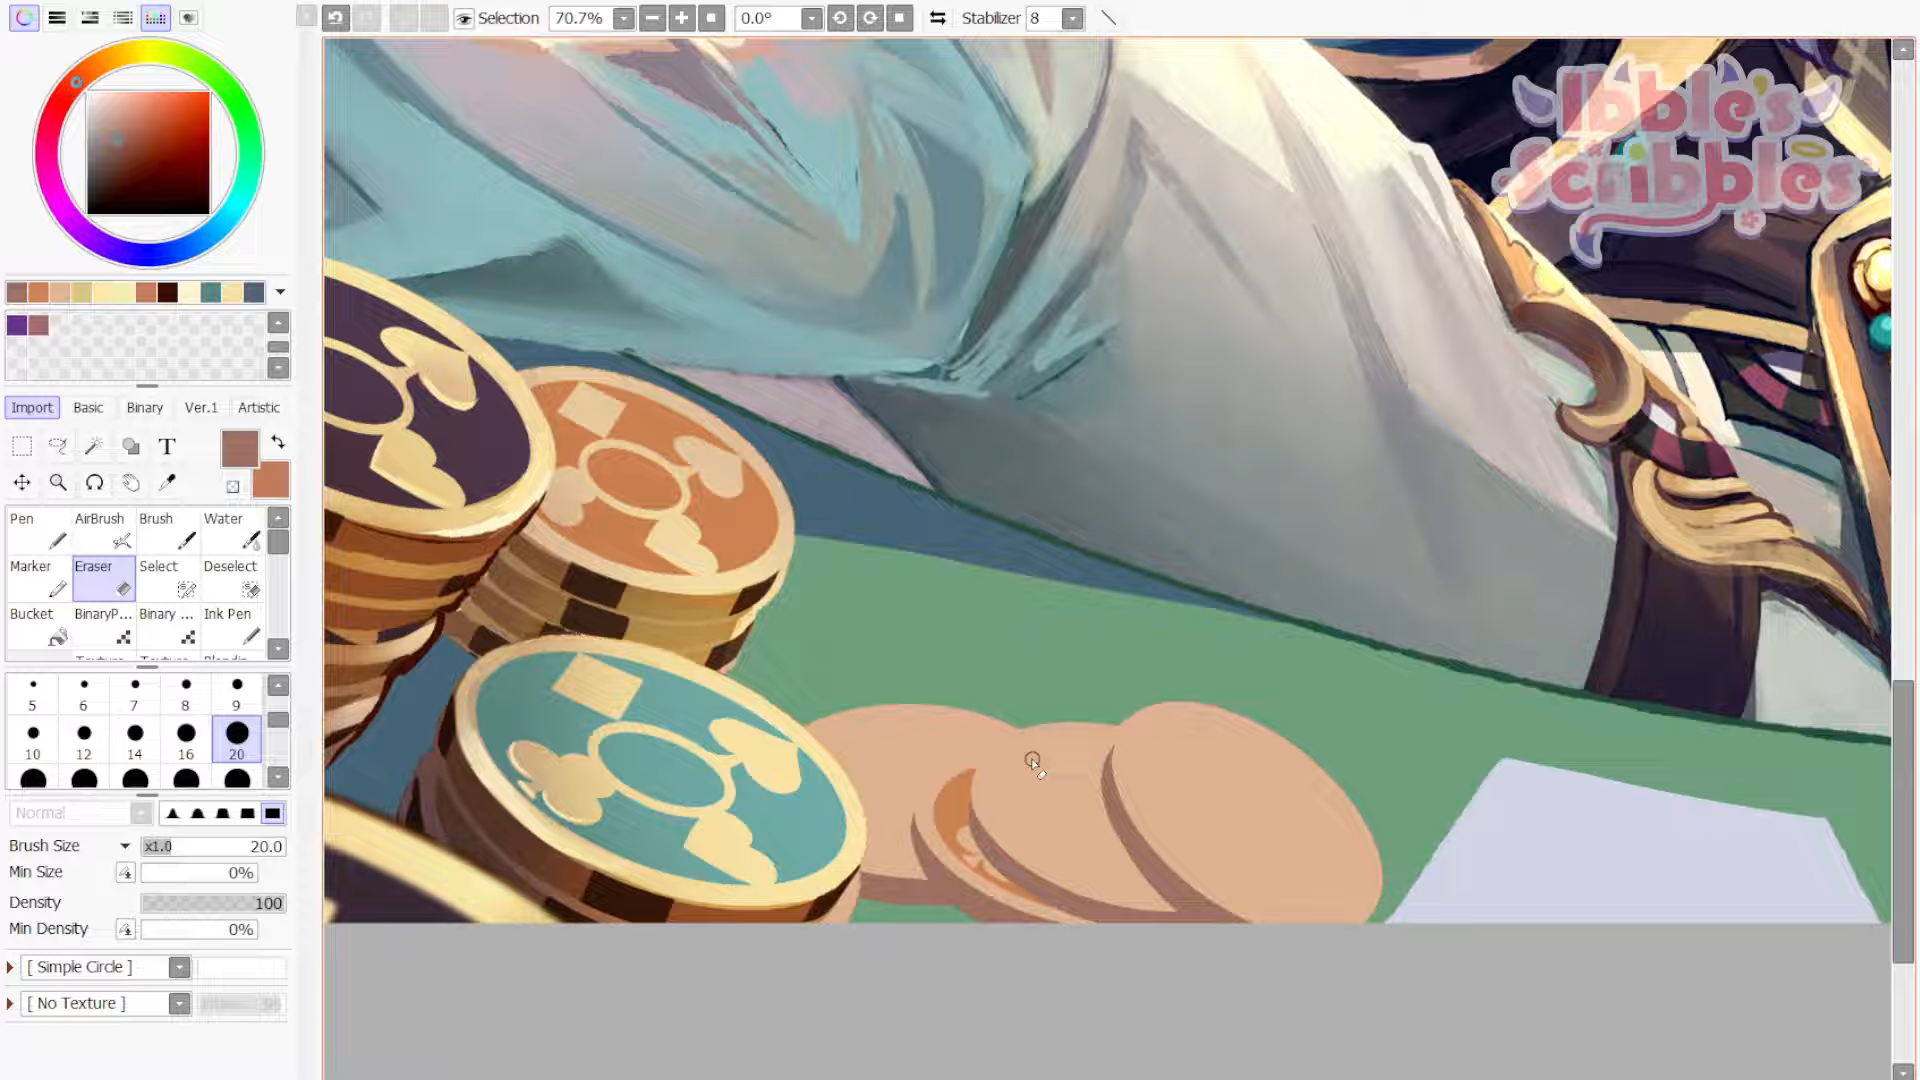 Selection 70.7% 0.0° Stabilizer 8
Ibble's
Scribbles
Import Basic Binary Ver.1 Artistic
T
Pen AirBrush Brush Water
Marker Eraser Select Deselect
Bucket BinaryP... Binary ... Ink Pen
5 6 7 8 9
10 12 14 16 20
Normal
Brush Size x1.0 20.0
Min Size 0%
Density 100
Min Density 0%
[ Simple Circle ]
[ No Texture ]